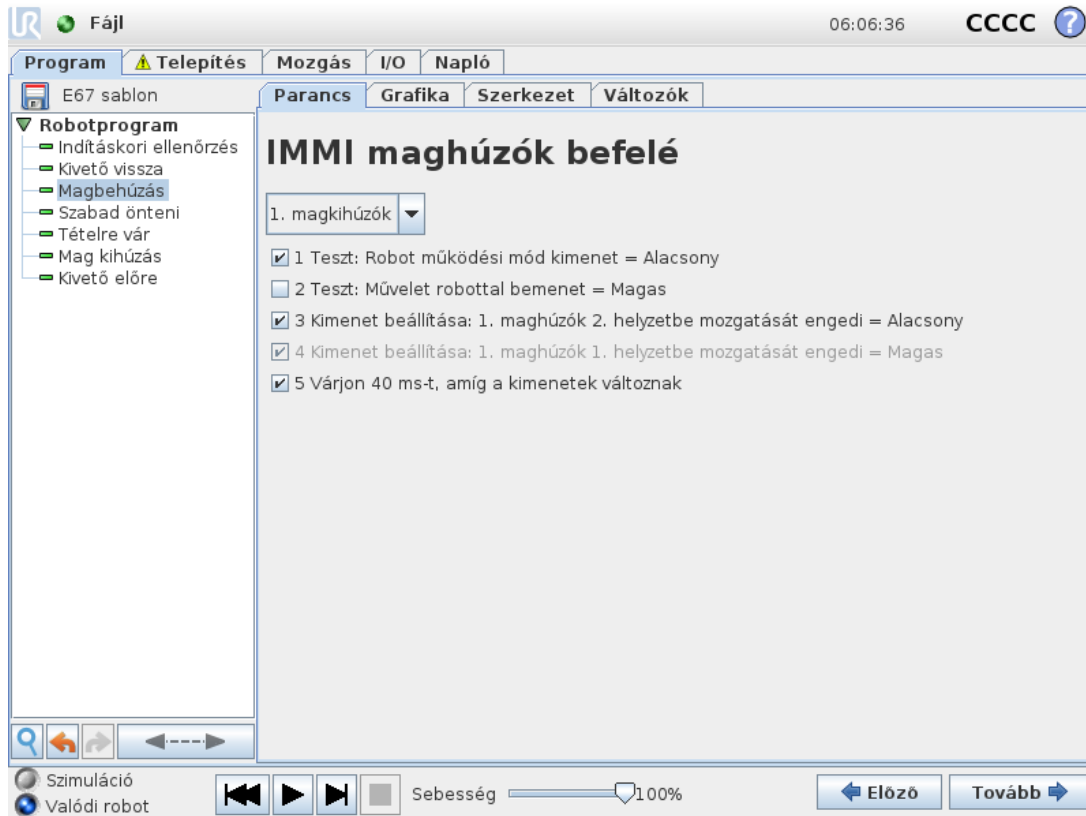 UR Fájl 06:06:36 CCCC ?
Program Telepítés Mozgás I/O Napló
E67 sablon
Parancs Grafika Szerkezet Változók
Robotprogram
Indításkori ellenőrzés
Kivető vissza
Magbehúzás
Szabad önteni
Tételre vár
Mag kihúzás
Kivető előre
IMMI maghúzók befelé
1. magkihúzók
1 Teszt: Robot működési mód kimenet = Alacsony
2 Teszt: Művelet robottal bemenet = Magas
3 Kimenet beállítása: 1. maghúzók 2. helyzetbe mozgatását engedi = Alacsony
4 Kimenet beállítása: 1. maghúzók 1. helyzetbe mozgatását engedi = Magas
5 Várjon 40 ms-t, amíg a kimenetek változnak
Szimuláció
Valódi robot
Sebesség 100%
Előző Tovább